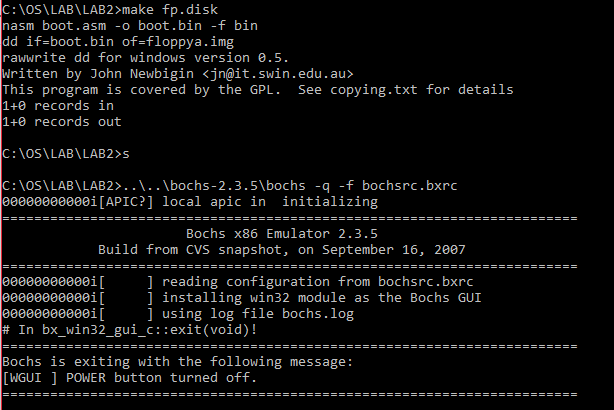 C:\OS\LAB\LAB2>make fp.disk
nasm boot.asm -o boot.bin -f bin
dd if=boot.bin of=floppya.img
rawwrite dd for windows version 0.5.
Written by John Newbigin <jn@it.swin.edu.au>
This program is covered by the GPL.  See copying.txt for details
1+0 records in
1+0 records out
C:\OS\LAB\LAB2>s
C:\OS\LAB\LAB2>..\..\bochs-2.3.5\bochs -q -f bochsrc.bxrc
00000000000i[APIC?] local apic in  initializing
========================================================================
Bochs x86 Emulator 2.3.5
Build from CVS snapshot, on September 16, 2007
========================================================================
00000000000i[     ] reading configuration from bochsrc.bxrc
00000000000i[     ] installing win32 module as the Bochs GUI
00000000000i[     ] using log file bochs.log
# In bx_win32_gui_c::exit(void)!
========================================================================
Bochs is exiting with the following message:
[WGUI ] POWER button turned off.
========================================================================